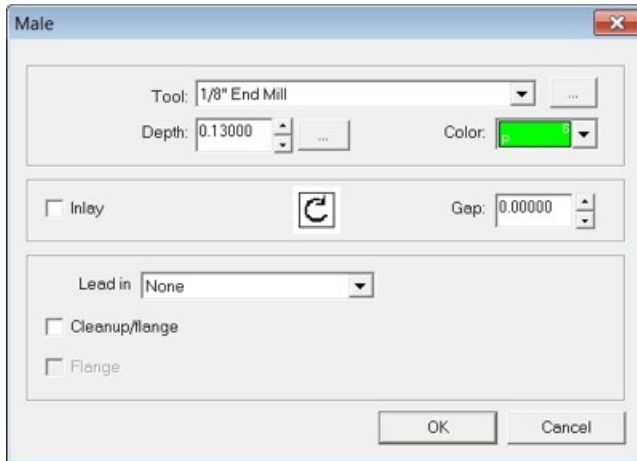 Male
Tool: 1/8" End Mill ...
Depth: 0.13000 ... Color: P 6
Inlay Gap: 0.00000
Lead in None
Cleanup/flange
Flange
OK Cancel